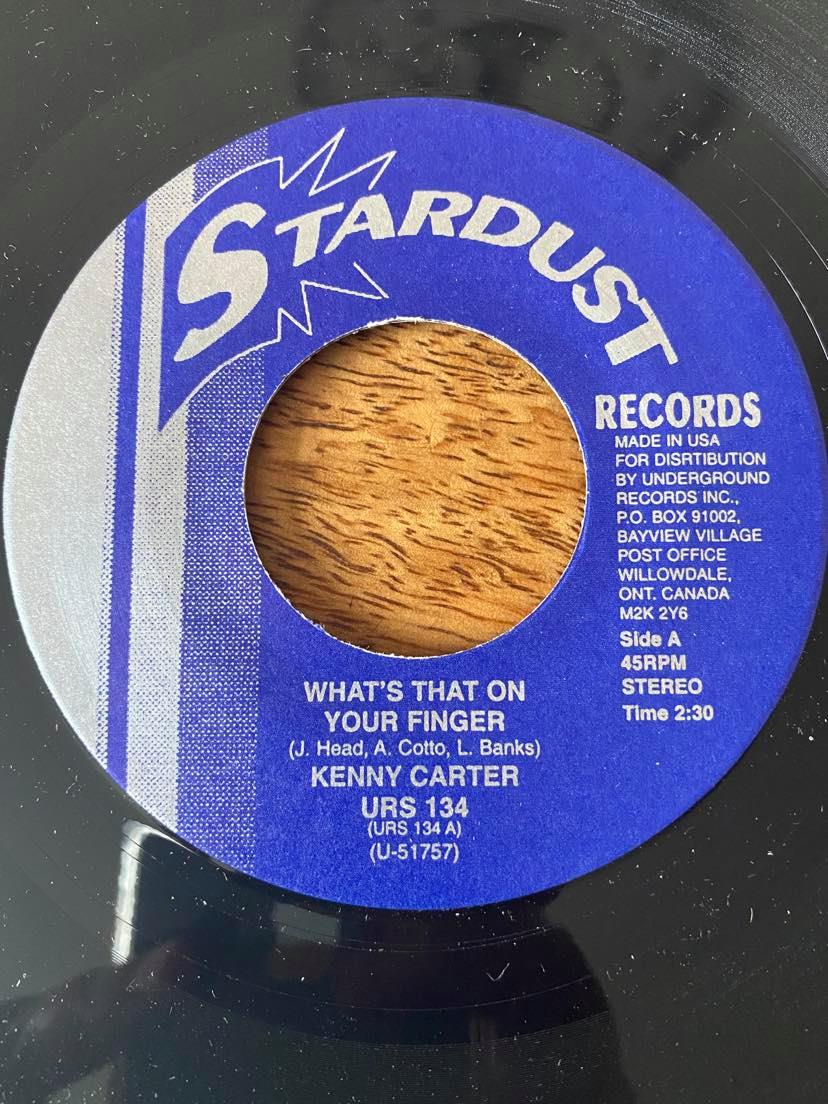 STARDUST
RECORDS
MADE IN USA
FOR DISRTIBUTION
BY UNDERGROUND
RECORDS INC.,
P.O. BOX 91002,
BAYVIEW VILLAGE
POST OFFICE
WILLOWDALE,
ONT. CANADA
M2K 2Y6
Side A
45RPM
STEREO
Time 2:30
WHAT'S THAT ON
YOUR FINGER
(J. Head, A. Cotto, L. Banks)
KENNY CARTER
URS 134
(URS 134 A)
(U-51757)